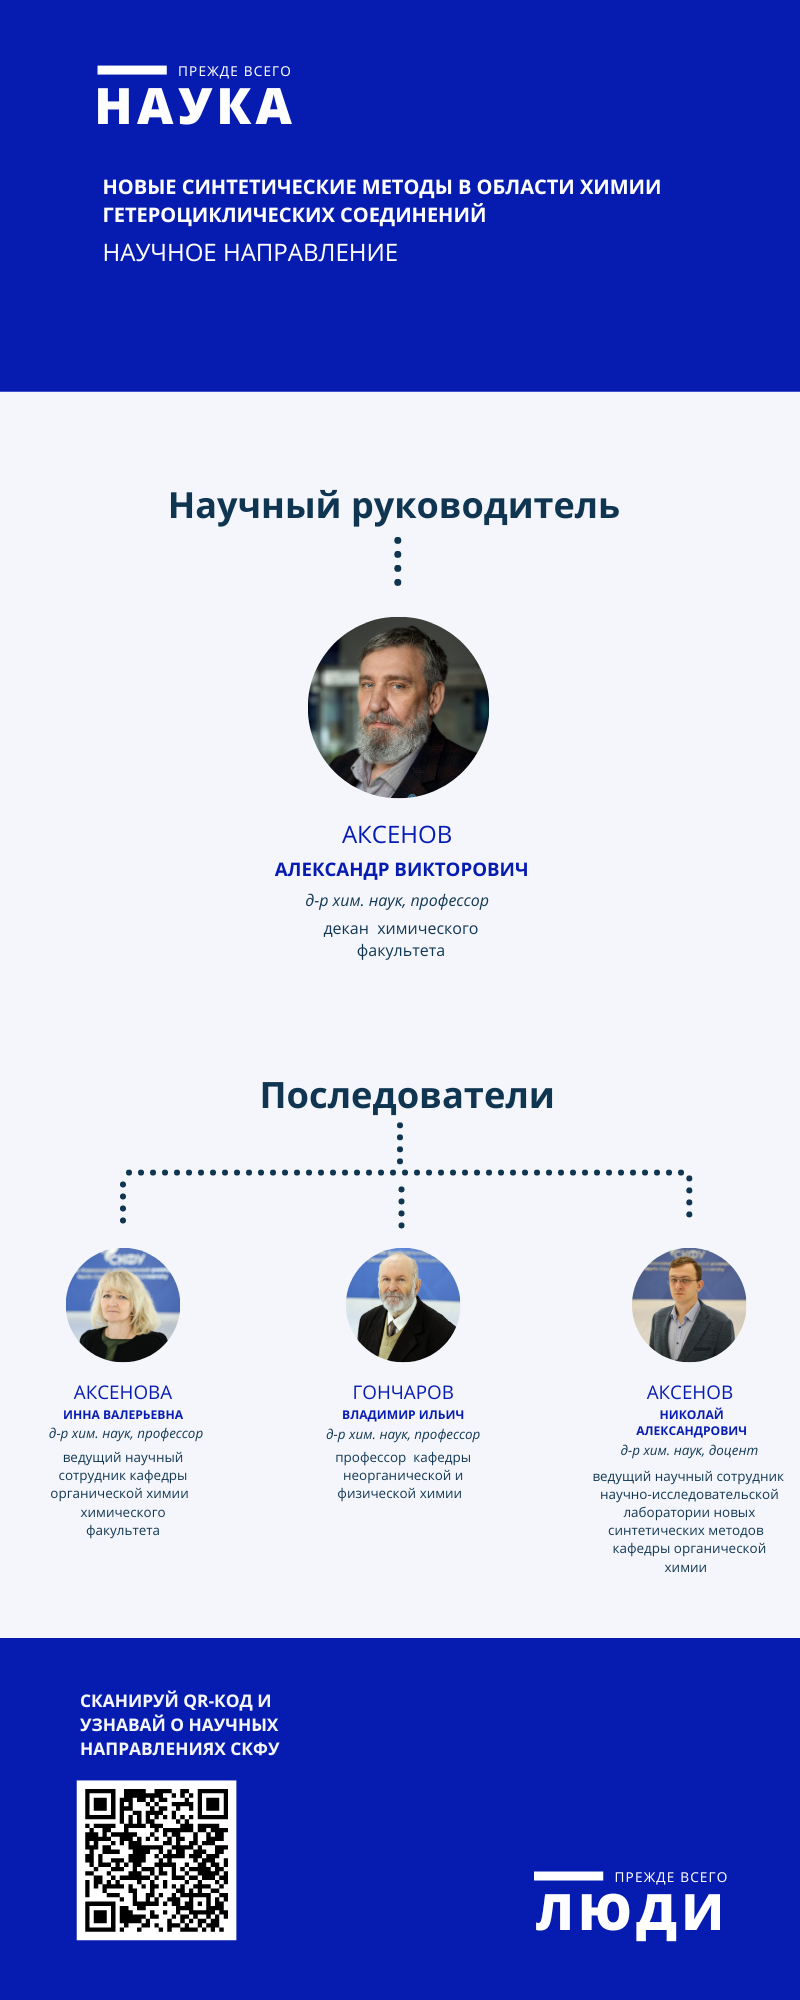 ПРЕЖДЕ ВСЕГО
НАУКА
НОВЫЕ СИНТЕТИЧЕСКИЕ МЕТОДЫ В ОБЛАСТИ ХИМИИ
ГЕТЕРОЦИКЛИЧЕСКИХ СОЕДИНЕНИЙ
НАУЧНОЕ НАПРАВЛЕНИЕ
Научный руководитель
АКСЕНОВ
АЛЕКСАНДР ВИКТОРОВИЧ
д-р хим. наук, профессор
декан химического
факультета
Последователи
АКСЕНОВА
ИННА ВАЛЕРЬЕВНА
д-р хим. наук, профессор
ведущий научный
сотрудник кафедры
органической химии
химического
факультета
ГОНЧАРОВ
ВЛАДИМИР ИЛЬИЧ
д-р хим. наук, профессор
профессор кафедры
неорганической и
физической химии
АКСЕНОВ
НИКОЛАЙ
АЛЕКСАНДРОВИЧ
д-р хим. наук, доцент
ведущий научный сотрудник
научно-исследовательской
лаборатории новых
синтетических методов
кафедры органической
химии
СКАНИРУЙ QR-КОД И
УЗНАВАЙ О НАУЧНЫХ
НАПРАВЛЕНИЯХ СКФУ
ПРЕЖДЕ ВСЕГО
ЛЮДИ